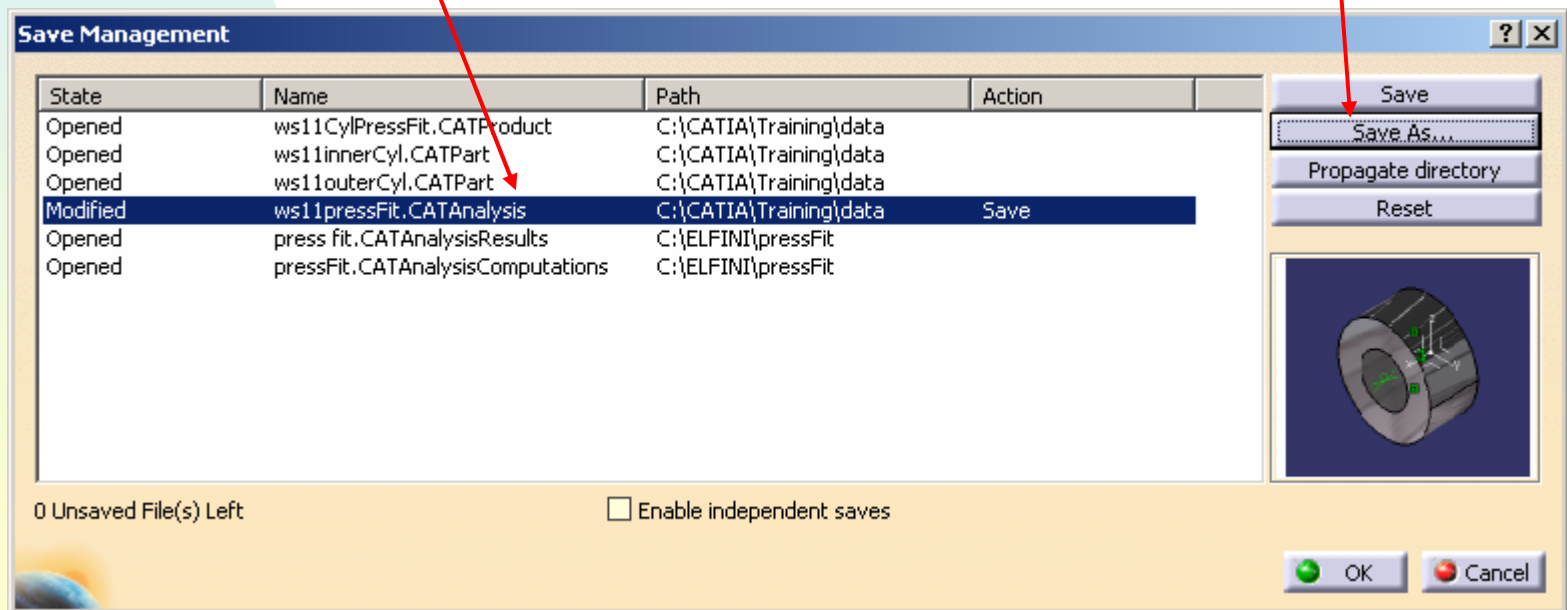 Save Management
State Name Path Action
Opened ws11CylPressFit.CATProduct C:\CATIA\Training\data
Opened ws11innerCyl.CATPart C:\CATIA\Training\data
Opened ws11outerCyl.CATPart C:\CATIA\Training\data
Modified ws11pressFit.CATAnalysis C:\CATIA\Training\data Save
Opened press fit.CATAnalysisResults C:\ELFINI\pressFit
Opened pressFit.CATAnalysisComputations C:\ELFINI\pressFit
Save
Save As...
Propagate directory
Reset
0 Unsaved File(s) Left
Enable independent saves
OK Cancel